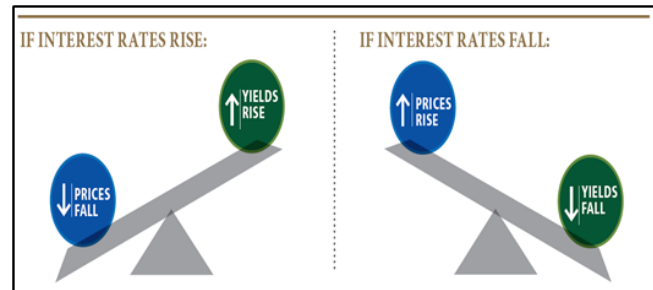 IF INTEREST RATES RISE:
↑ YIELDS
RISE
↓ PRICES
FALL
IF INTEREST RATES FALL:
↑ PRICES
RISE
↓ YIELDS
FALL